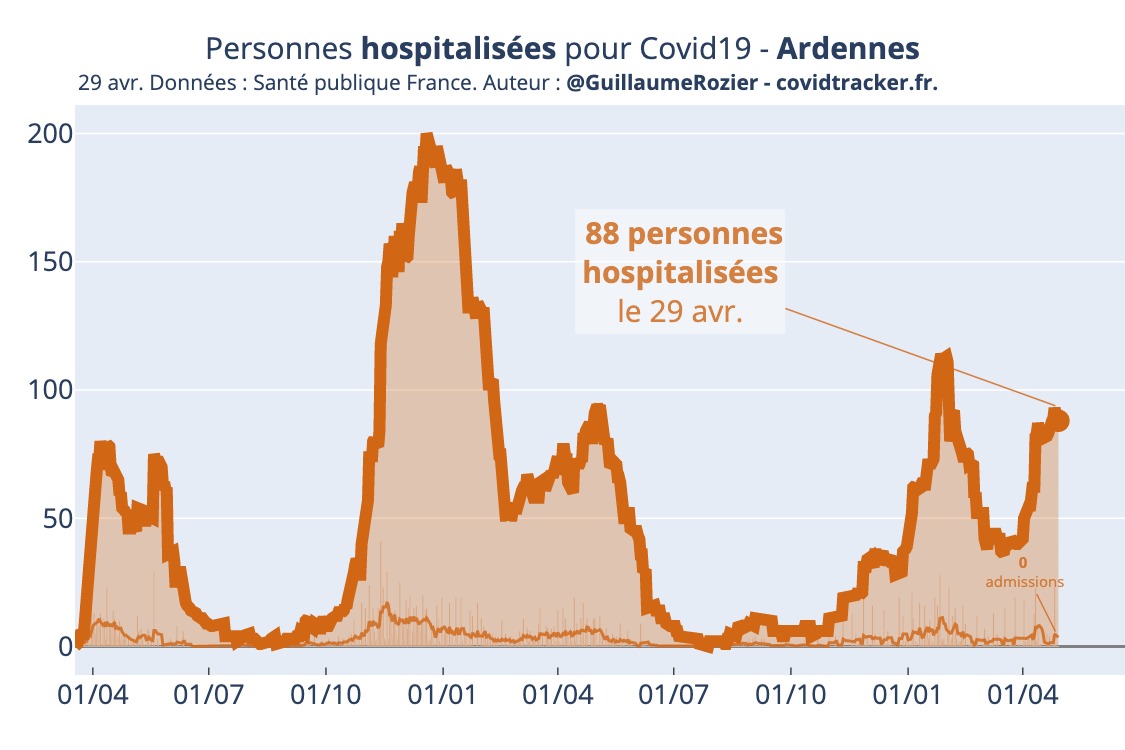 Personnes hospitalisées pour Covid19 - Ardennes
29 avr. Données : Santé publique France. Auteur : @GuillaumeRozier - covidtracker.fr.
200
150
100
50
0
88 personnes
hospitalisées
le 29 avr.
0
admissions
01/04 01/07 01/10 01/01 01/04 01/07 01/10 01/01 01/04